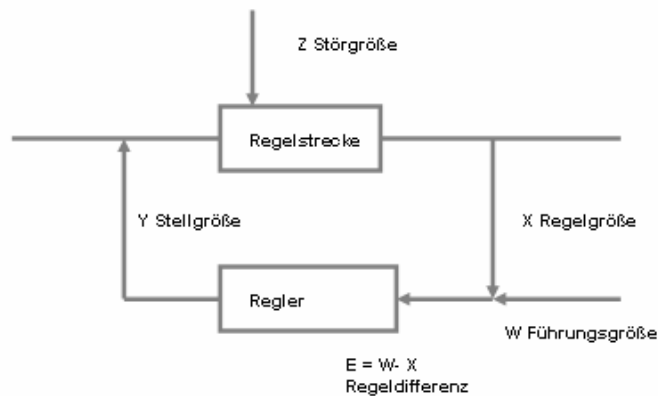 Z Störgröße
Regelstrecke
Y Stellgröße
X Regelgröße
Regler
W Führungsgröße
E = W- X
Regeldifferenz